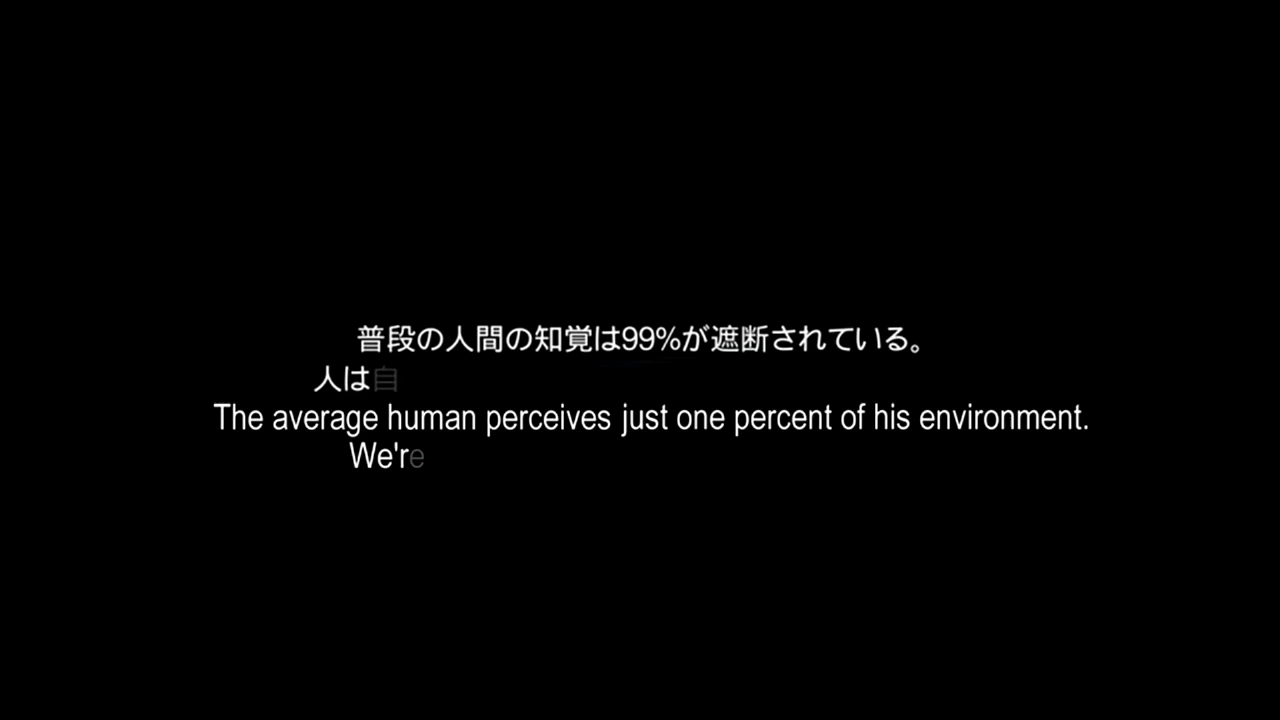 普段の人間の知覚は99%が遮断されている。
人は自
The average human perceives just one percent of his environment.
We're